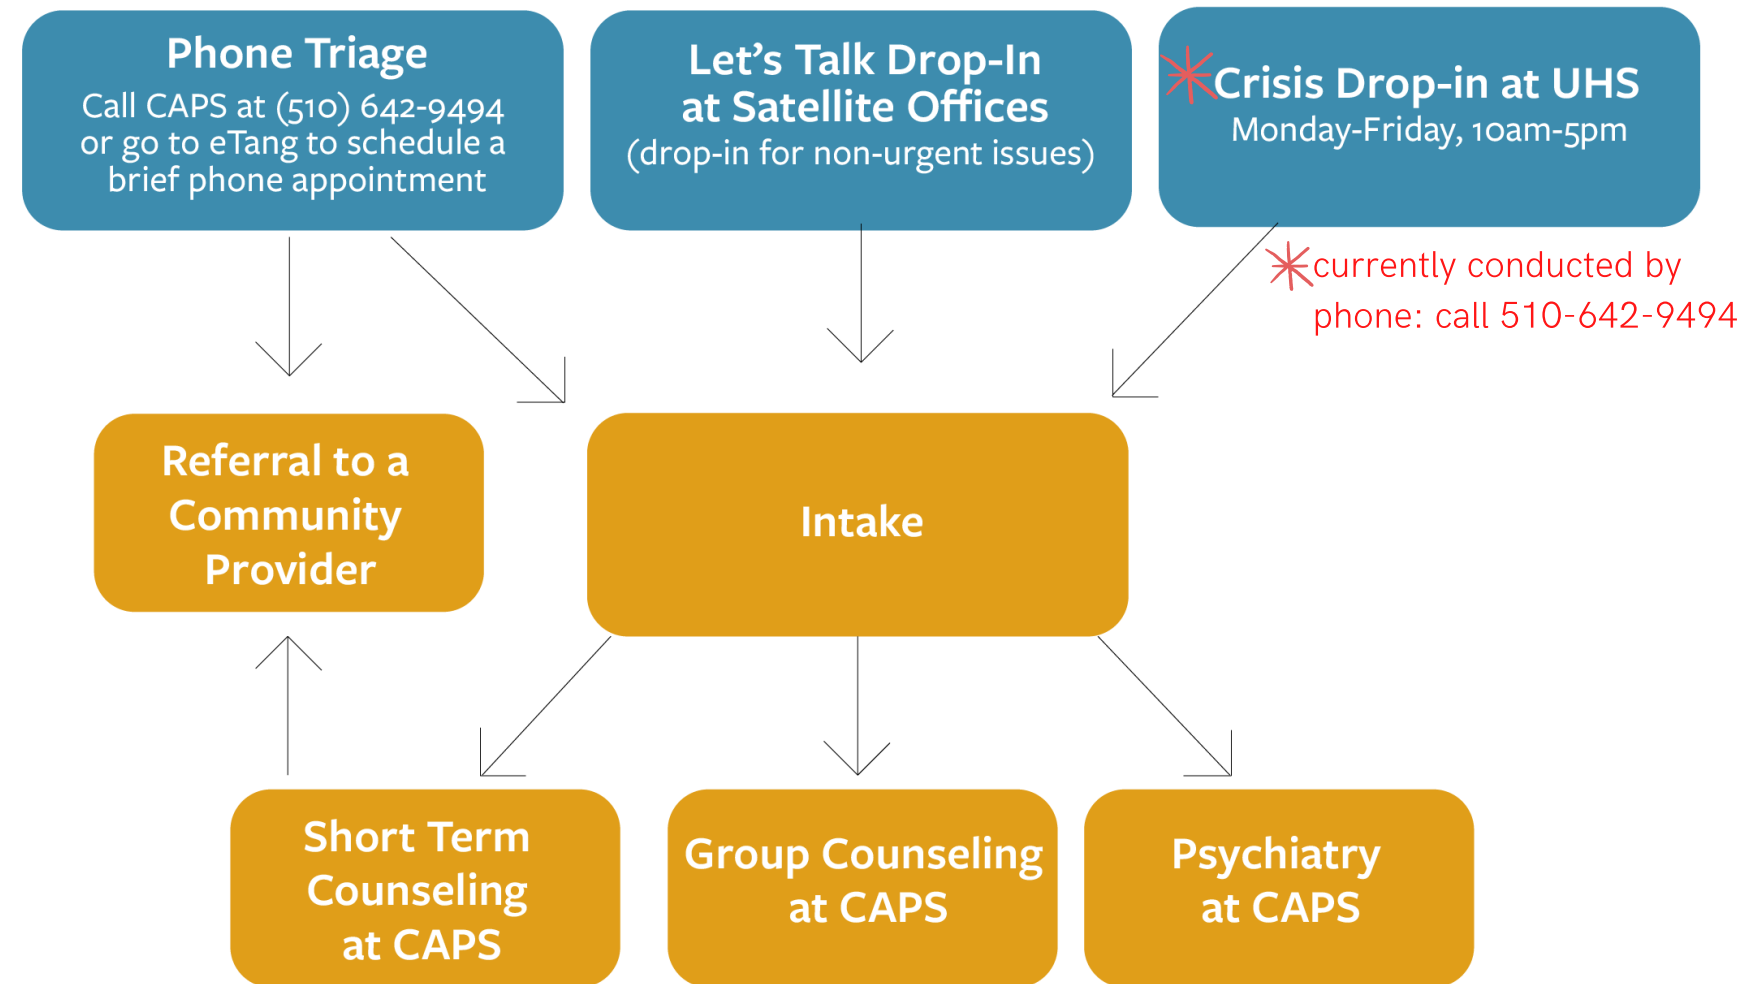 Phone Triage
Call CAPS at (510) 642-9494
or go to eTang to schedule a
brief phone appointment
Let’s Talk Drop-In
at Satellite Offices
(drop-in for non-urgent issues)
Crisis Drop-in at UHS
Monday-Friday, 10am-5pm
currently conducted by
phone: call 510-642-9494
Referral to a
Community
Provider
Intake
Short Term
Counseling
at CAPS
Group Counseling
at CAPS
Psychiatry
at CAPS